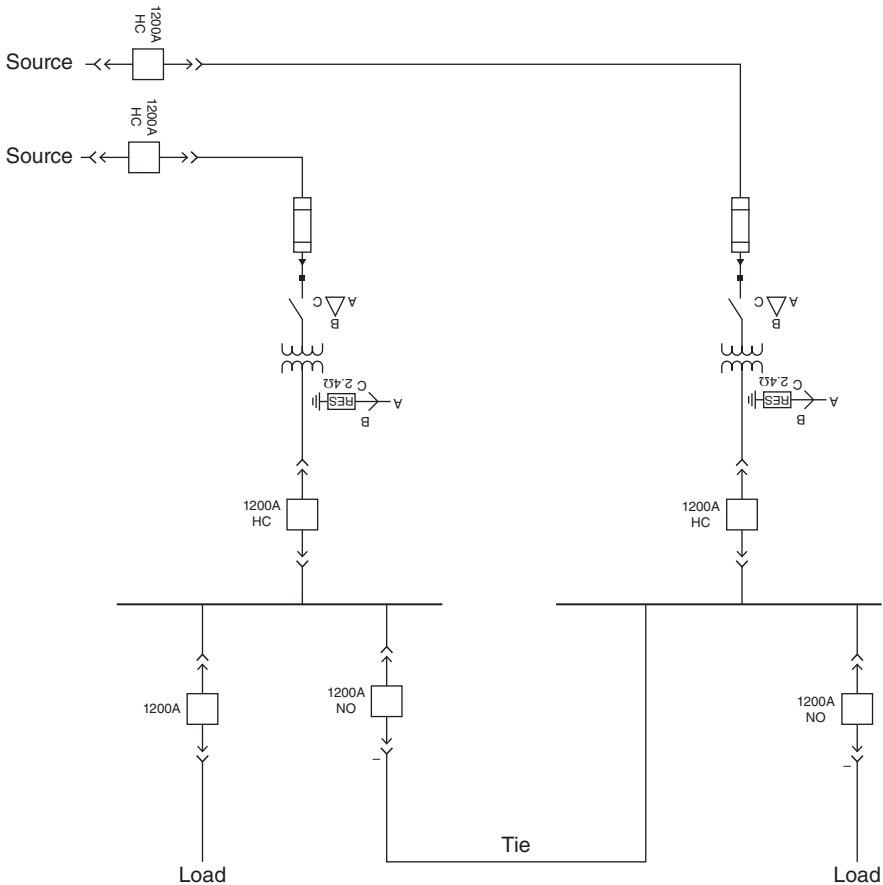 1200A
HC
Source
1200A
HC
Source
C
A
B
C
A
B
C
2.4Ω
RES
A
B
C
2.4Ω
RES
A
B
1200A
HC
1200A
HC
1200A
1200A
NO
1200A
NO
Tie
Load
Load